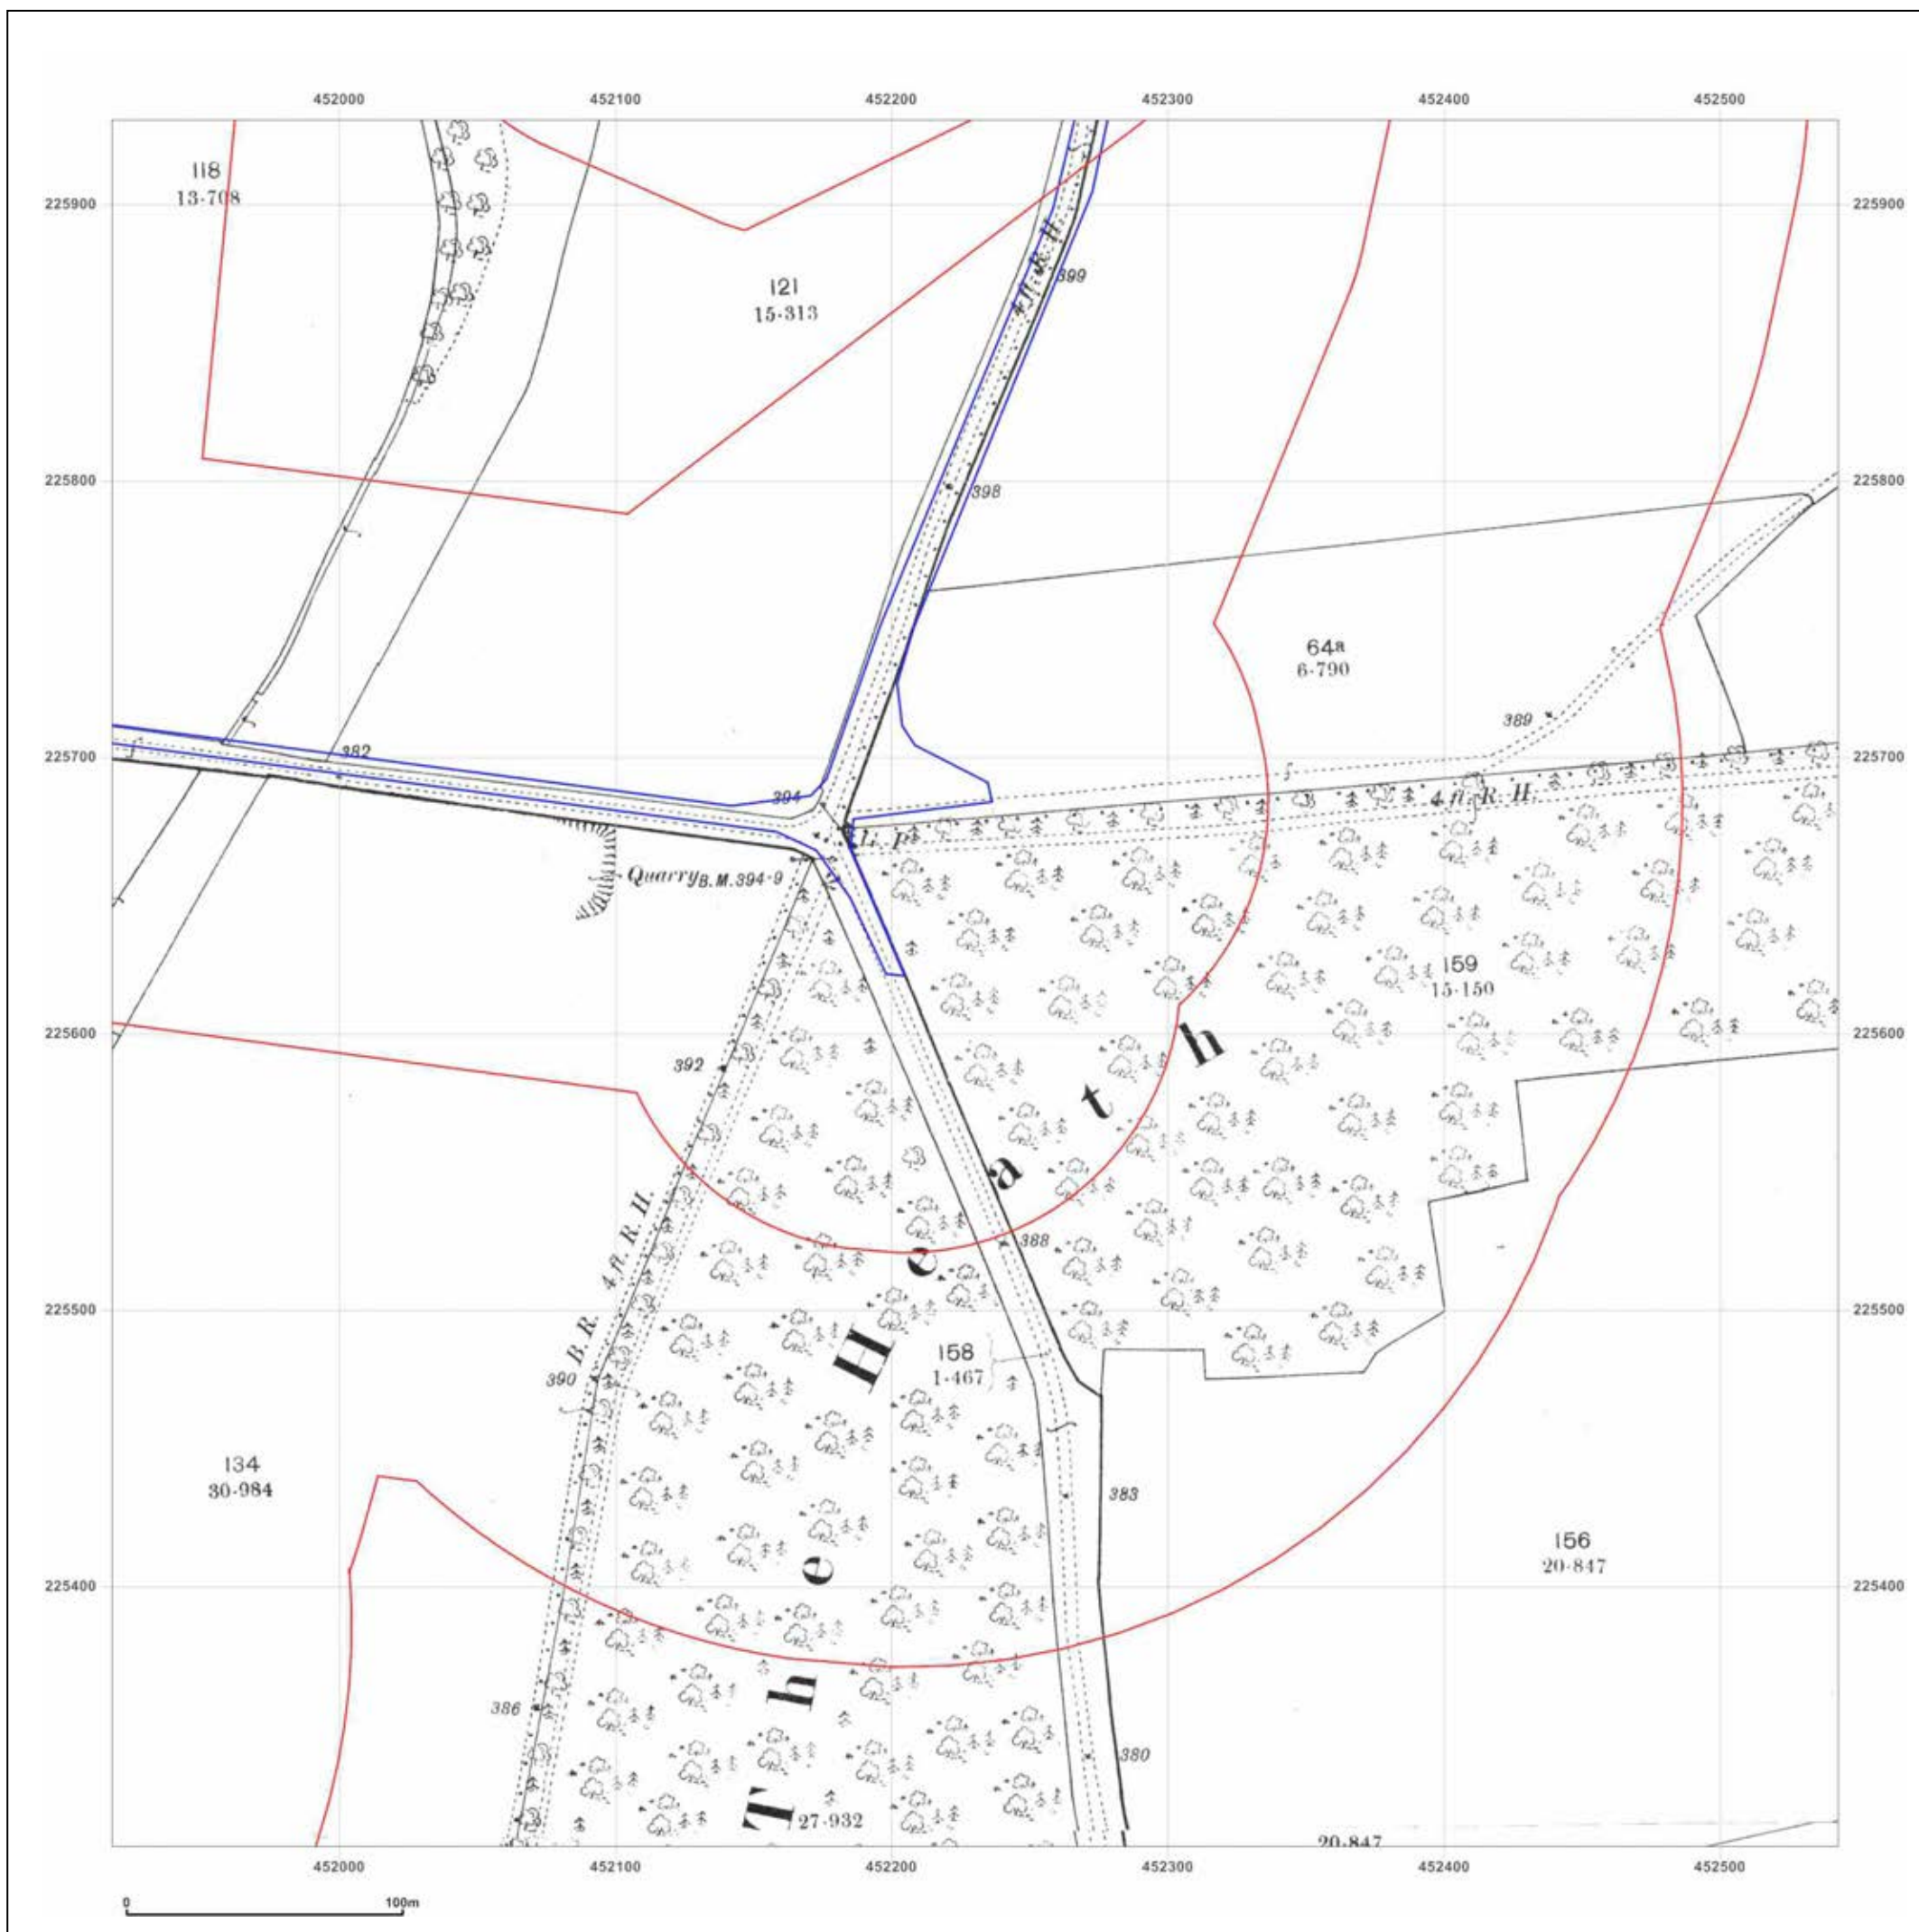 452000 452100 452200 452300 452400 452500
118
13·708
225900 225900
4 ft. R. H.
399
121
15·313
225800 225800
398
64a
6·790
389
225700 225700
382
394
4 ft. R. H.
L. P.
Quarry B.M. 394·9
159
15·150
225600 225600
392
The Heath
4 ft. R. H.
388
B. R.
225500 225500
158
1·467
390
134
30·984
383
156
20·847
225400 225400
386
380
27·932
20·847
452000 452100 452200 452300 452400 452500
0 100m